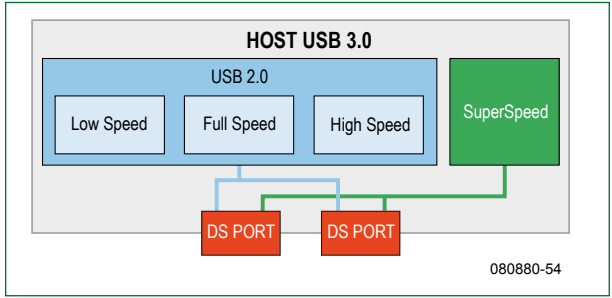 HOST USB 3.0
USB 2.0
Low Speed
Full Speed
High Speed
SuperSpeed
DS PORT
DS PORT
080880-54